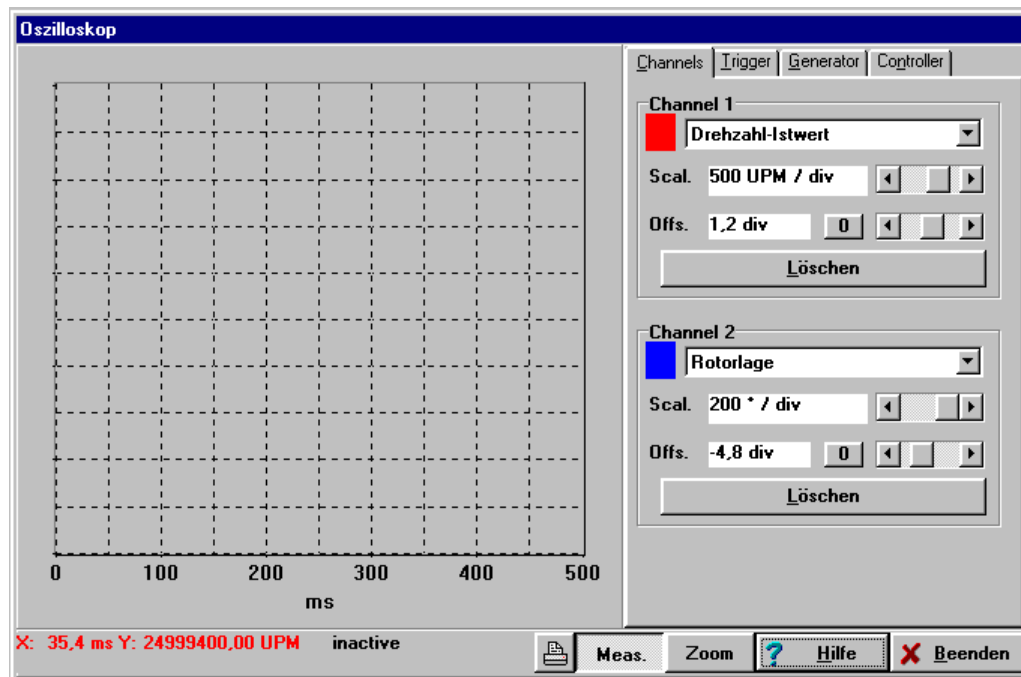 Oszilloskop
Channels Trigger Generator Controller
Channel 1
Drehzahl-Istwert
Scal. 500 UPM / div
Offs. 1,2 div 0
Löschen
Channel 2
Rotorlage
Scal. 200 ° / div
Offs. -4,8 div 0
Löschen
0 100 200 300 400 500
ms
X: 35,4 ms Y: 24999400,00 UPM inactive
Meas. Zoom ? Hilfe Beenden